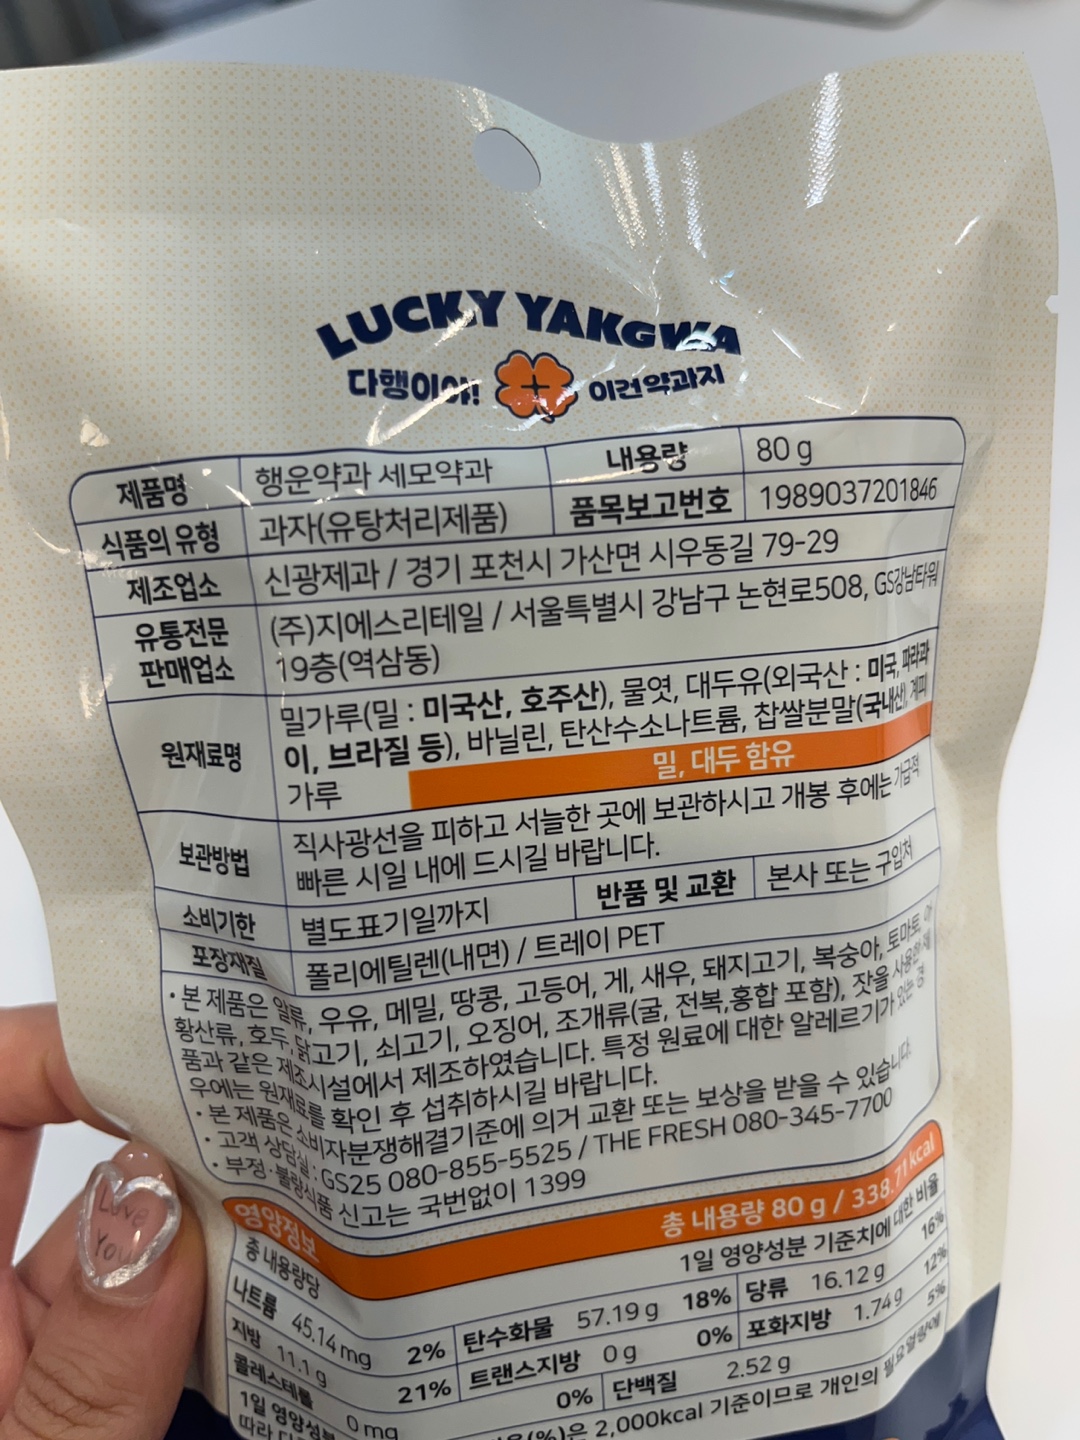 LUCKY YAKGWA
다행이야! 이건약과지
제품명 행운약과 세모약과 내용량 80 g
식품의 유형 과자(유탕처리제품) 품목보고번호 1989037201846
제조업소 신광제과 / 경기 포천시 가산면 시우동길 79-29
유통전문 판매업소 (주)지에스리테일 / 서울특별시 강남구 논현로508, GS강남타워
19층(역삼동)
원재료명 밀가루(밀 : 미국산, 호주산), 물엿, 대두유(외국산 : 미국, 파라과
이, 브라질 등), 바닐린, 탄산수소나트륨, 찹쌀분말(국내산), 계피
가루
밀, 대두 함유
보관방법 직사광선을 피하고 서늘한 곳에 보관하시고 개봉 후에는 가급적
빠른 시일 내에 드시길 바랍니다.
소비기한 별도표기일까지 반품 및 교환 본사 또는 구입처
포장재질 폴리에틸렌(내면) / 트레이 PET
· 본 제품은 알류, 우유, 메밀, 땅콩, 고등어, 게, 새우, 돼지고기, 복숭아, 토마토, 아
황산류, 호두, 닭고기, 쇠고기, 오징어, 조개류(굴, 전복,홍합 포함), 잣을 사용한 제
품과 같은 제조시설에서 제조하였습니다. 특정 원료에 대한 알레르기가 있는 경
우에는 원재료를 확인 후 섭취하시길 바랍니다.
· 본 제품은 소비자분쟁해결기준에 의거 교환 또는 보상을 받을 수 있습니다.
· 고객 상담실 : GS25 080-855-5525 / THE FRESH 080-345-7700
· 부정·불량식품 신고는 국번없이 1399
영양정보 총 내용량 80 g / 338.71 kcal
총 내용량당 1일 영양성분 기준치에 대한 비율
나트륨 45.14 mg 2% 탄수화물 57.19 g 18% 당류 16.12 g 16%
지방 11.1 g 21% 트랜스지방 0 g 0% 포화지방 1.74 g 12%
콜레스테롤 0 mg 0% 단백질 2.52 g 5%
1일 영양성분 (%)은 2,000kcal 기준이므로 개인의 필요열량에
따라
Love
You